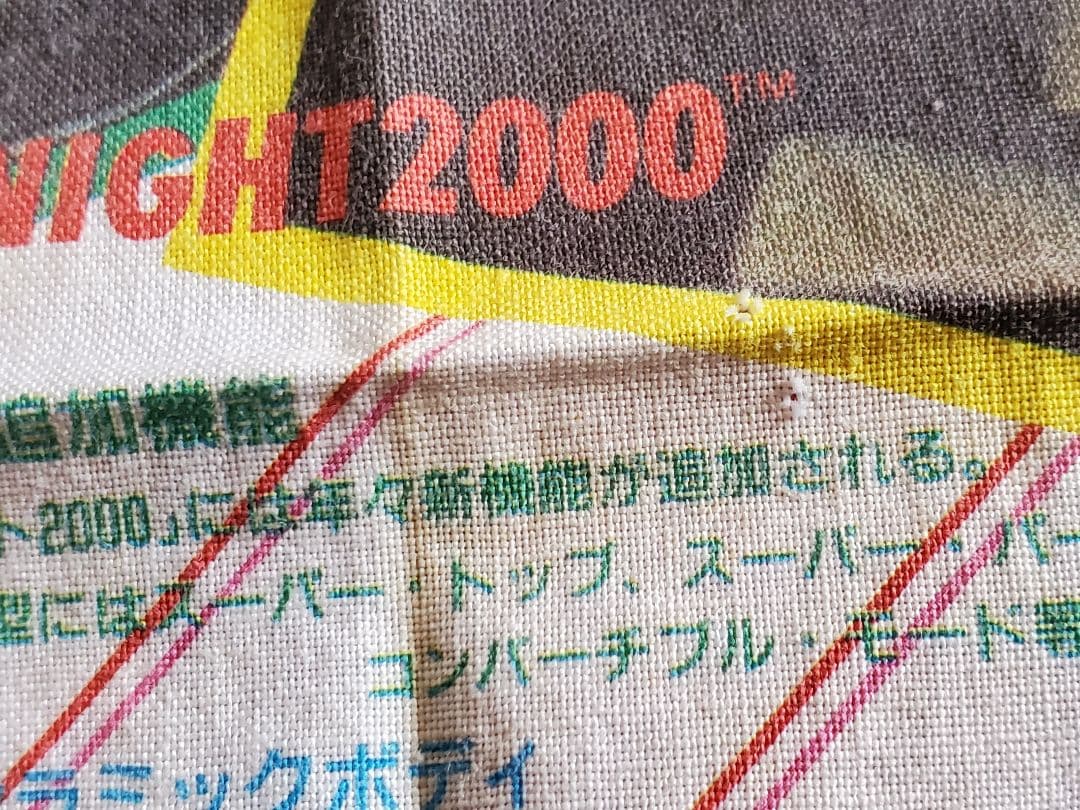 NIGHT2000™
追加機能
ト2000」には年々新機能が追加される。
型にはスーパー・トップ、スーパー・パー
コンバーチブル・モード
ラミックボディ